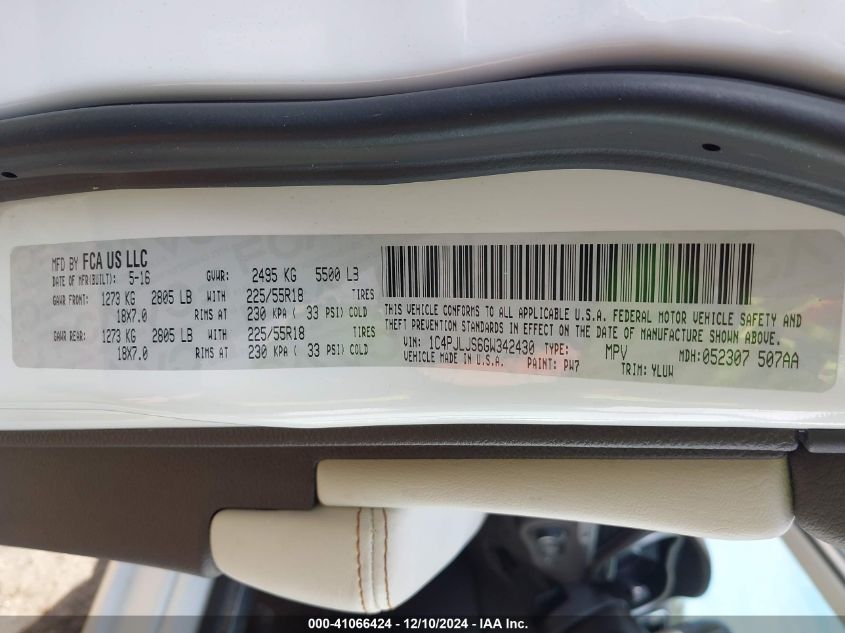 MFD BY FCA US LLC
DATE OF MFR(BUILT): 5-16 GVWR: 2495 KG 5500 LB
GAWR FRONT: 1273 KG 2805 LB WITH 225/55R18 TIRES
18X7.0 RIMS AT 230 KPA ( 33 PSI) COLD
GAWR REAR: 1273 KG 2805 LB WITH 225/55R18 TIRES
18X7.0 RIMS AT 230 KPA ( 33 PSI) COLD
THIS VEHICLE CONFORMS TO ALL APPLICABLE U.S.A. FEDERAL MOTOR VEHICLE SAFETY AND
THEFT PREVENTION STANDARDS IN EFFECT ON THE DATE OF MANUFACTURE SHOWN ABOVE.
VIN: 1C4PJLJS6GW342430 TYPE: MPV MDH: 052307 507AA
VEHICLE MADE IN U.S.A. PAINT: PW7 TRIM: YLUW
000-41066424 - 12/10/2024 - IAA Inc.